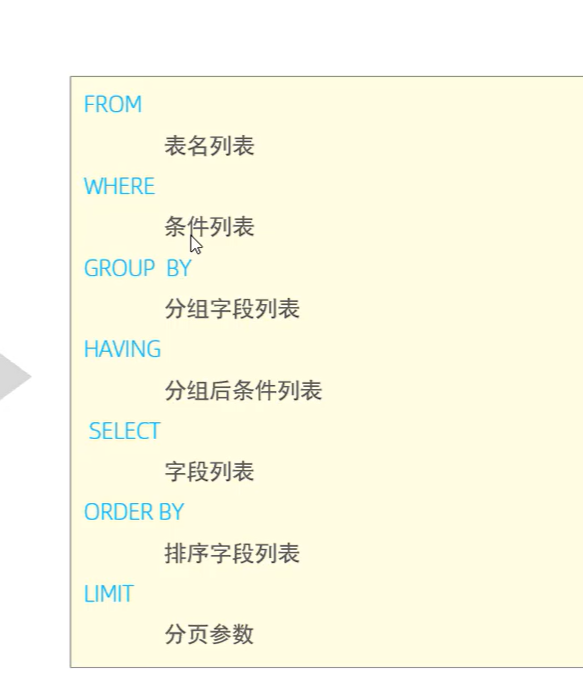 FROM
表名列表
WHERE
条件列表
GROUP BY
分组字段列表
HAVING
分组后条件列表
SELECT
字段列表
ORDER BY
排序字段列表
LIMIT
分页参数